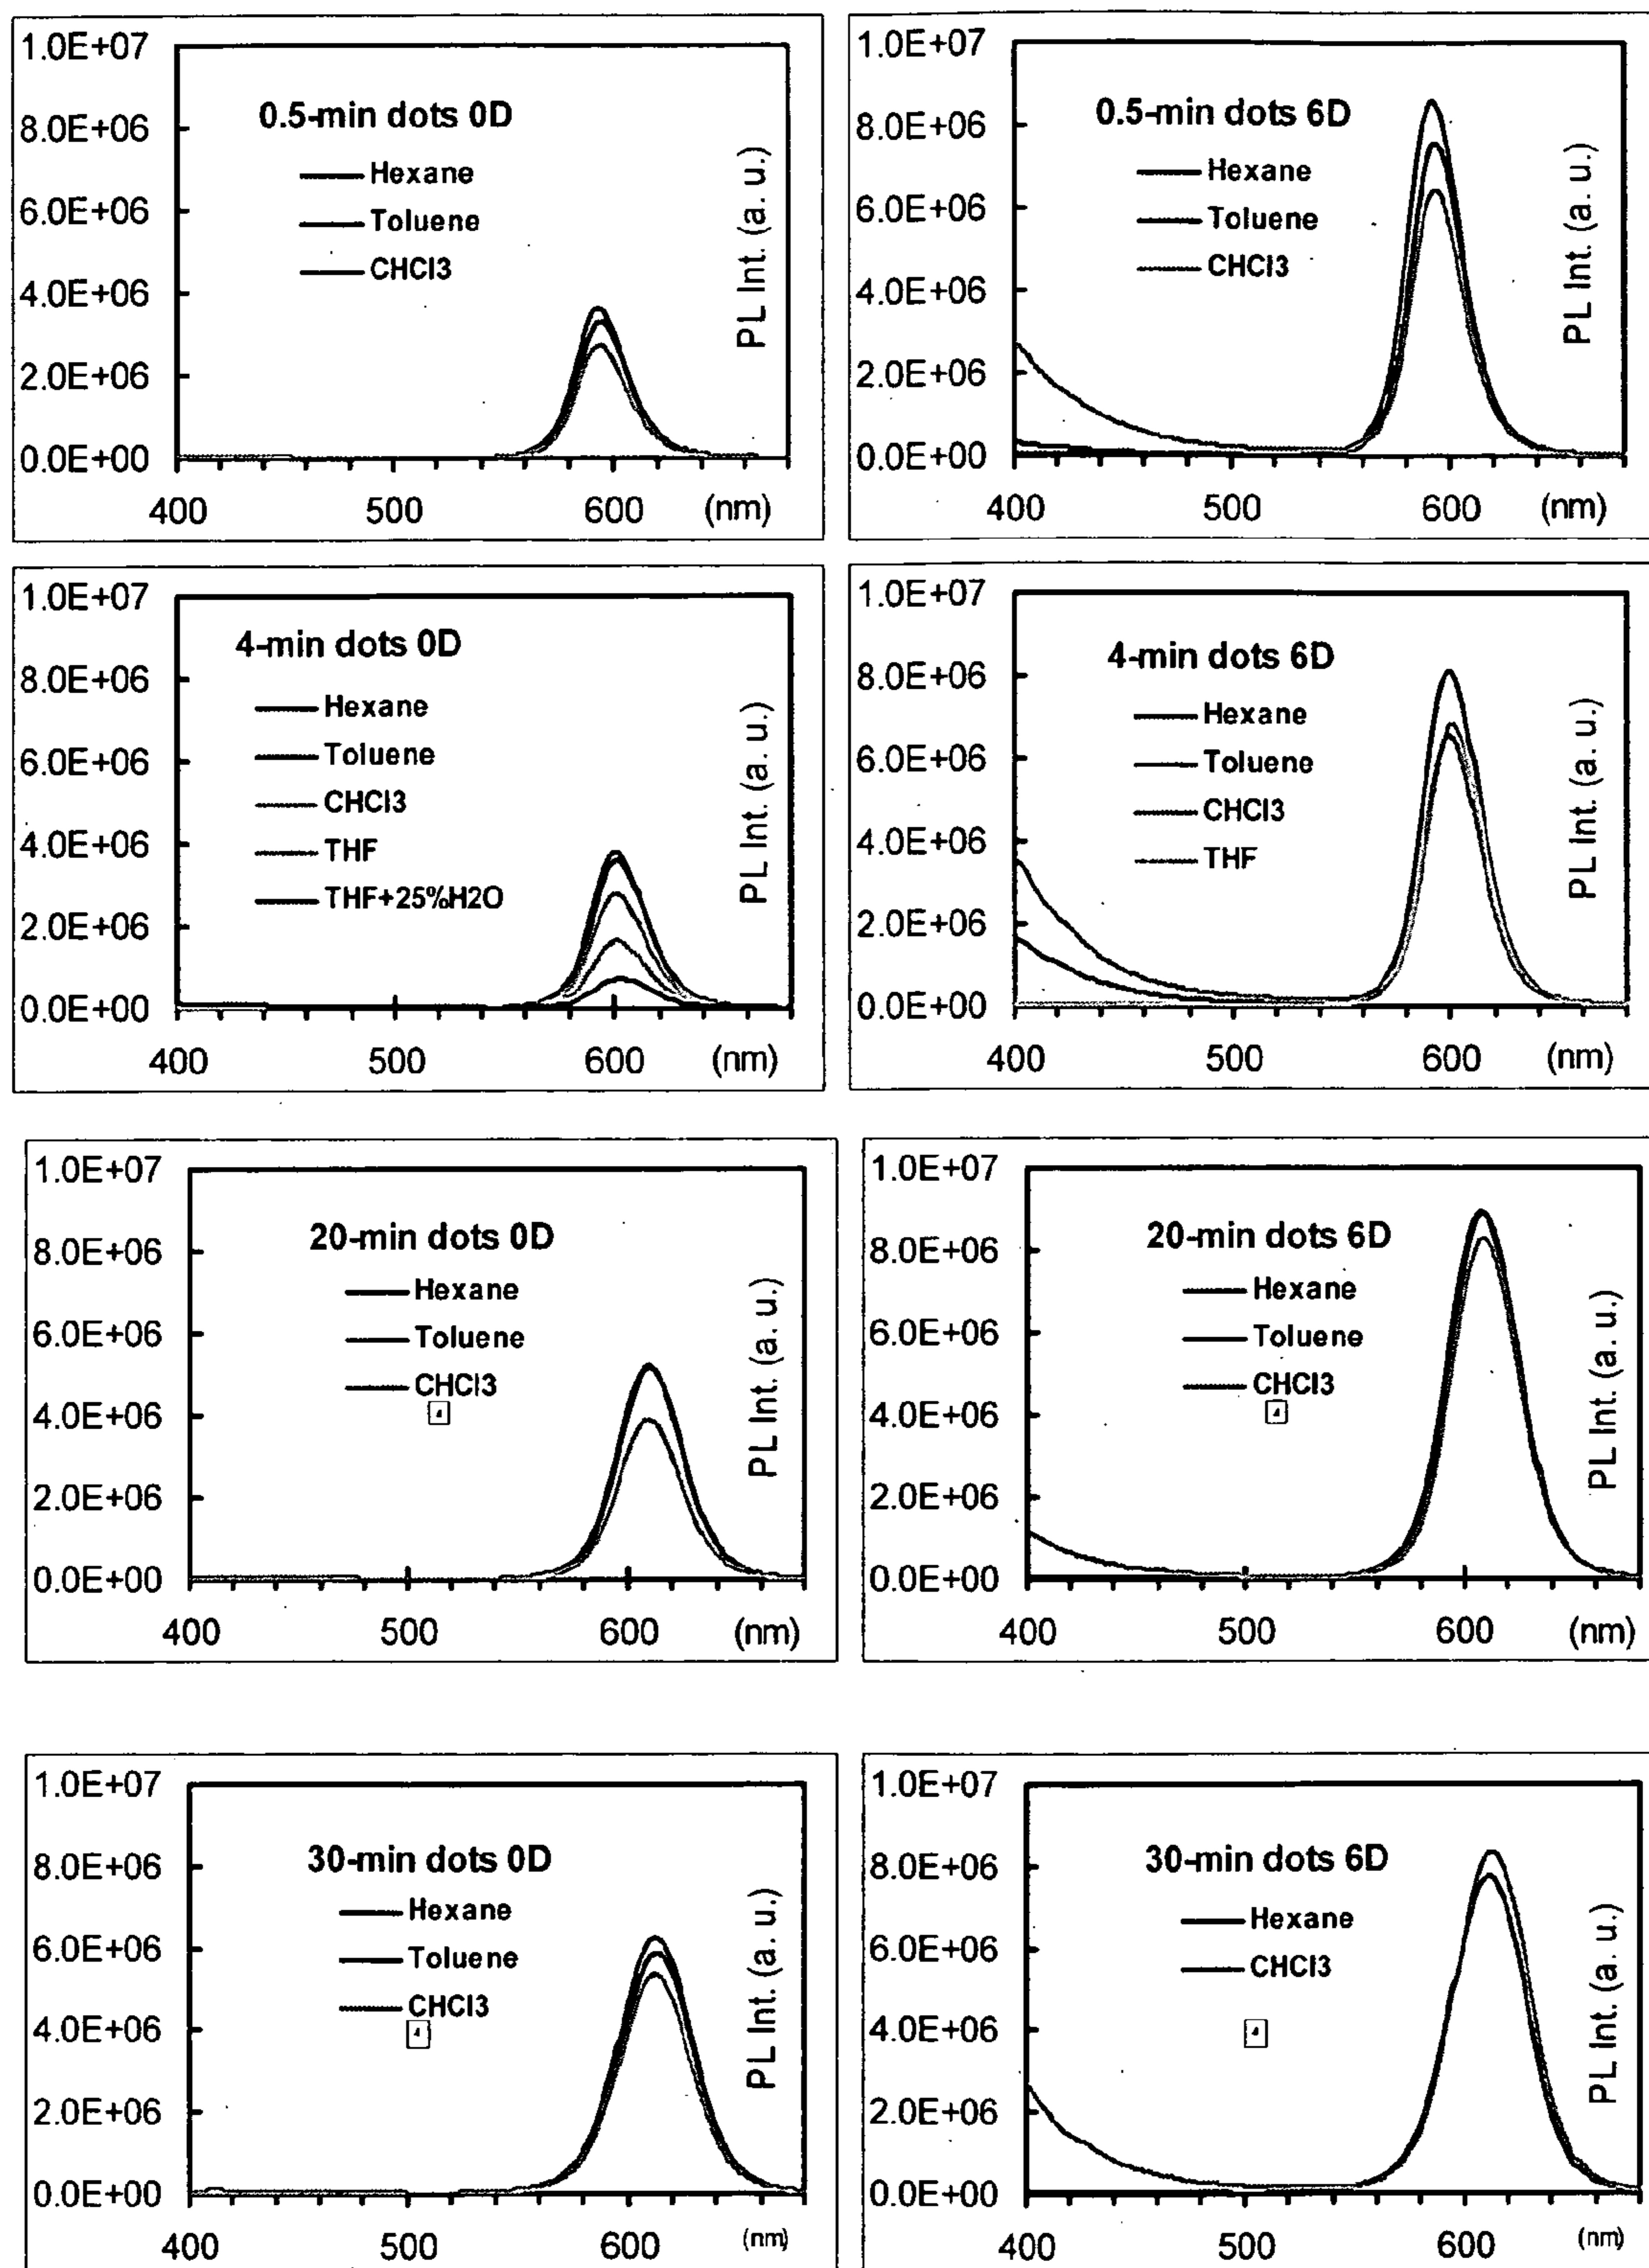 1.0E+07
8.0E+06
6.0E+06
4.0E+06
2.0E+06
0.0E+00
0.5-min dots 0D
Hexane
Toluene
CHCl3
PL Int. (a. u.)
400 500 600 (nm)
1.0E+07
8.0E+06
6.0E+06
4.0E+06
2.0E+06
0.0E+00
0.5-min dots 6D
Hexane
Toluene
CHCl3
PL Int. (a. u.)
400 500 600 (nm)
1.0E+07
8.0E+06
6.0E+06
4.0E+06
2.0E+06
0.0E+00
4-min dots 0D
Hexane
Toluene
CHCl3
THF
THF+25%H2O
PL Int. (a. u.)
400 500 600 (nm)
1.0E+07
8.0E+06
6.0E+06
4.0E+06
2.0E+06
0.0E+00
4-min dots 6D
Hexane
Toluene
CHCl3
THF
PL Int. (a. u.)
400 500 600 (nm)
1.0E+07
8.0E+06
6.0E+06
4.0E+06
2.0E+06
0.0E+00
20-min dots 0D
Hexane
Toluene
CHCl3
PL Int. (a. u.)
400 500 600 (nm)
1.0E+07
8.0E+06
6.0E+06
4.0E+06
2.0E+06
0.0E+00
20-min dots 6D
Hexane
Toluene
CHCl3
PL Int. (a. u.)
400 500 600 (nm)
1.0E+07
8.0E+06
6.0E+06
4.0E+06
2.0E+06
0.0E+00
30-min dots 0D
Hexane
Toluene
CHCl3
PL Int. (a. u.)
400 500 600 (nm)
1.0E+07
8.0E+06
6.0E+06
4.0E+06
2.0E+06
0.0E+00
30-min dots 6D
Hexane
CHCl3
PL Int. (a. u.)
400 500 600 (nm)